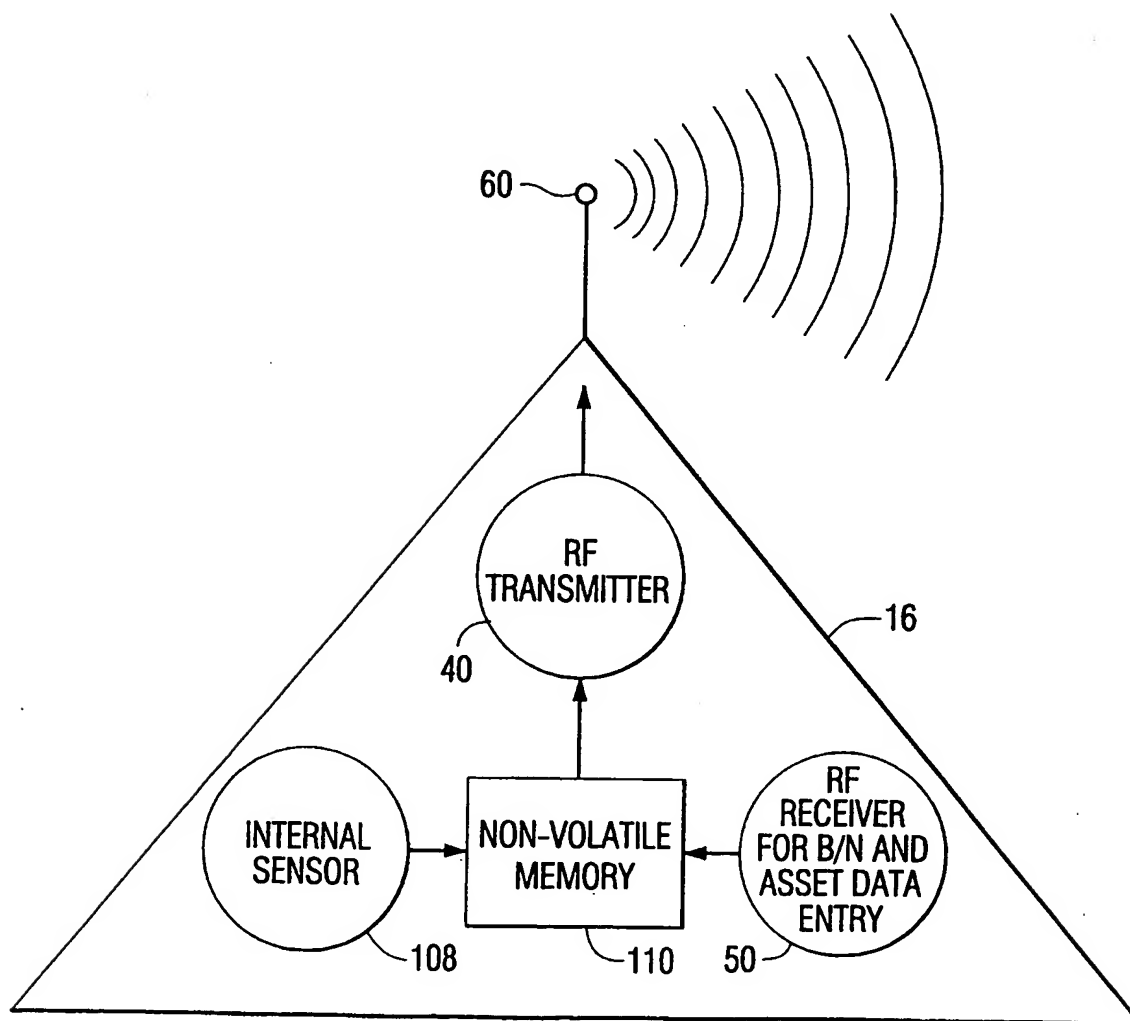 60
RF
TRANSMITTER
40
16
INTERNAL
SENSOR
108
NON-VOLATILE
MEMORY
110
RF
RECEIVER
FOR B/N AND
ASSET DATA
ENTRY
50